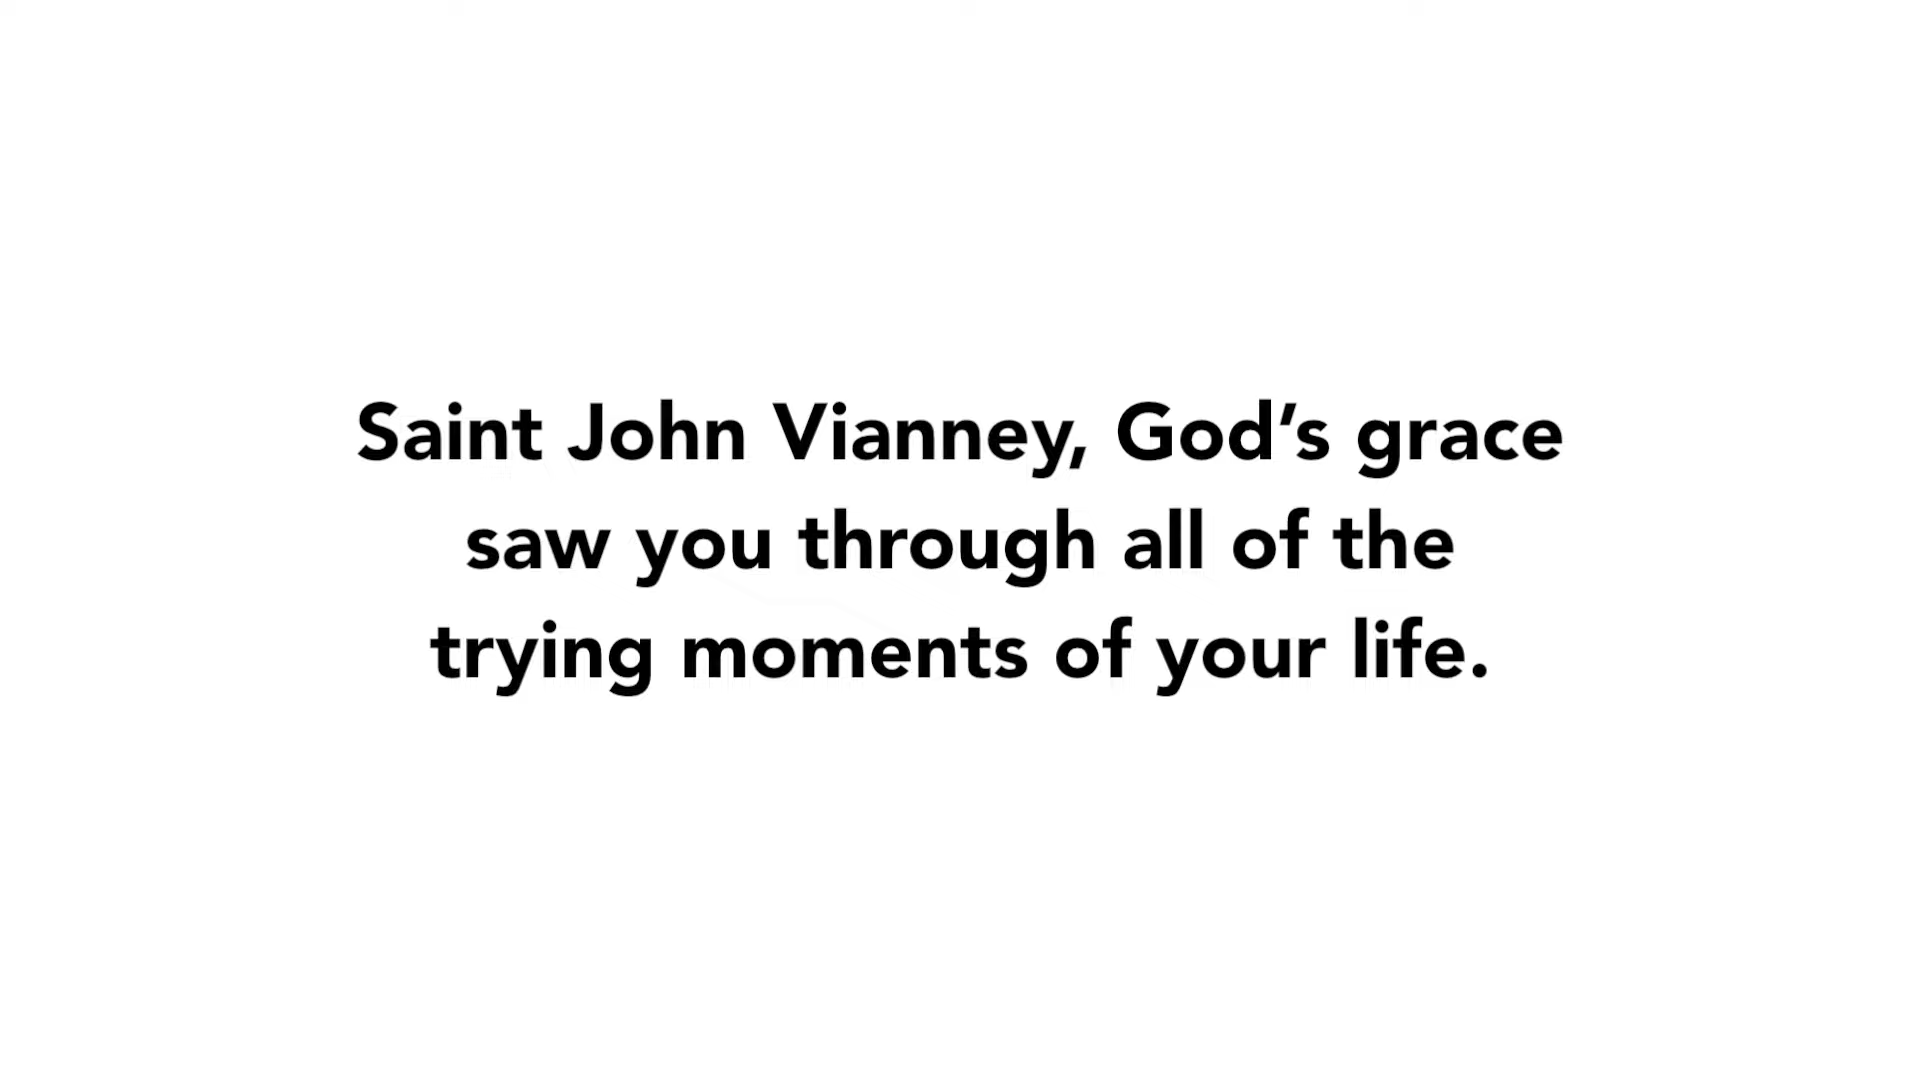 Saint John Vianney, God’s grace
saw you through all of the
trying moments of your life.